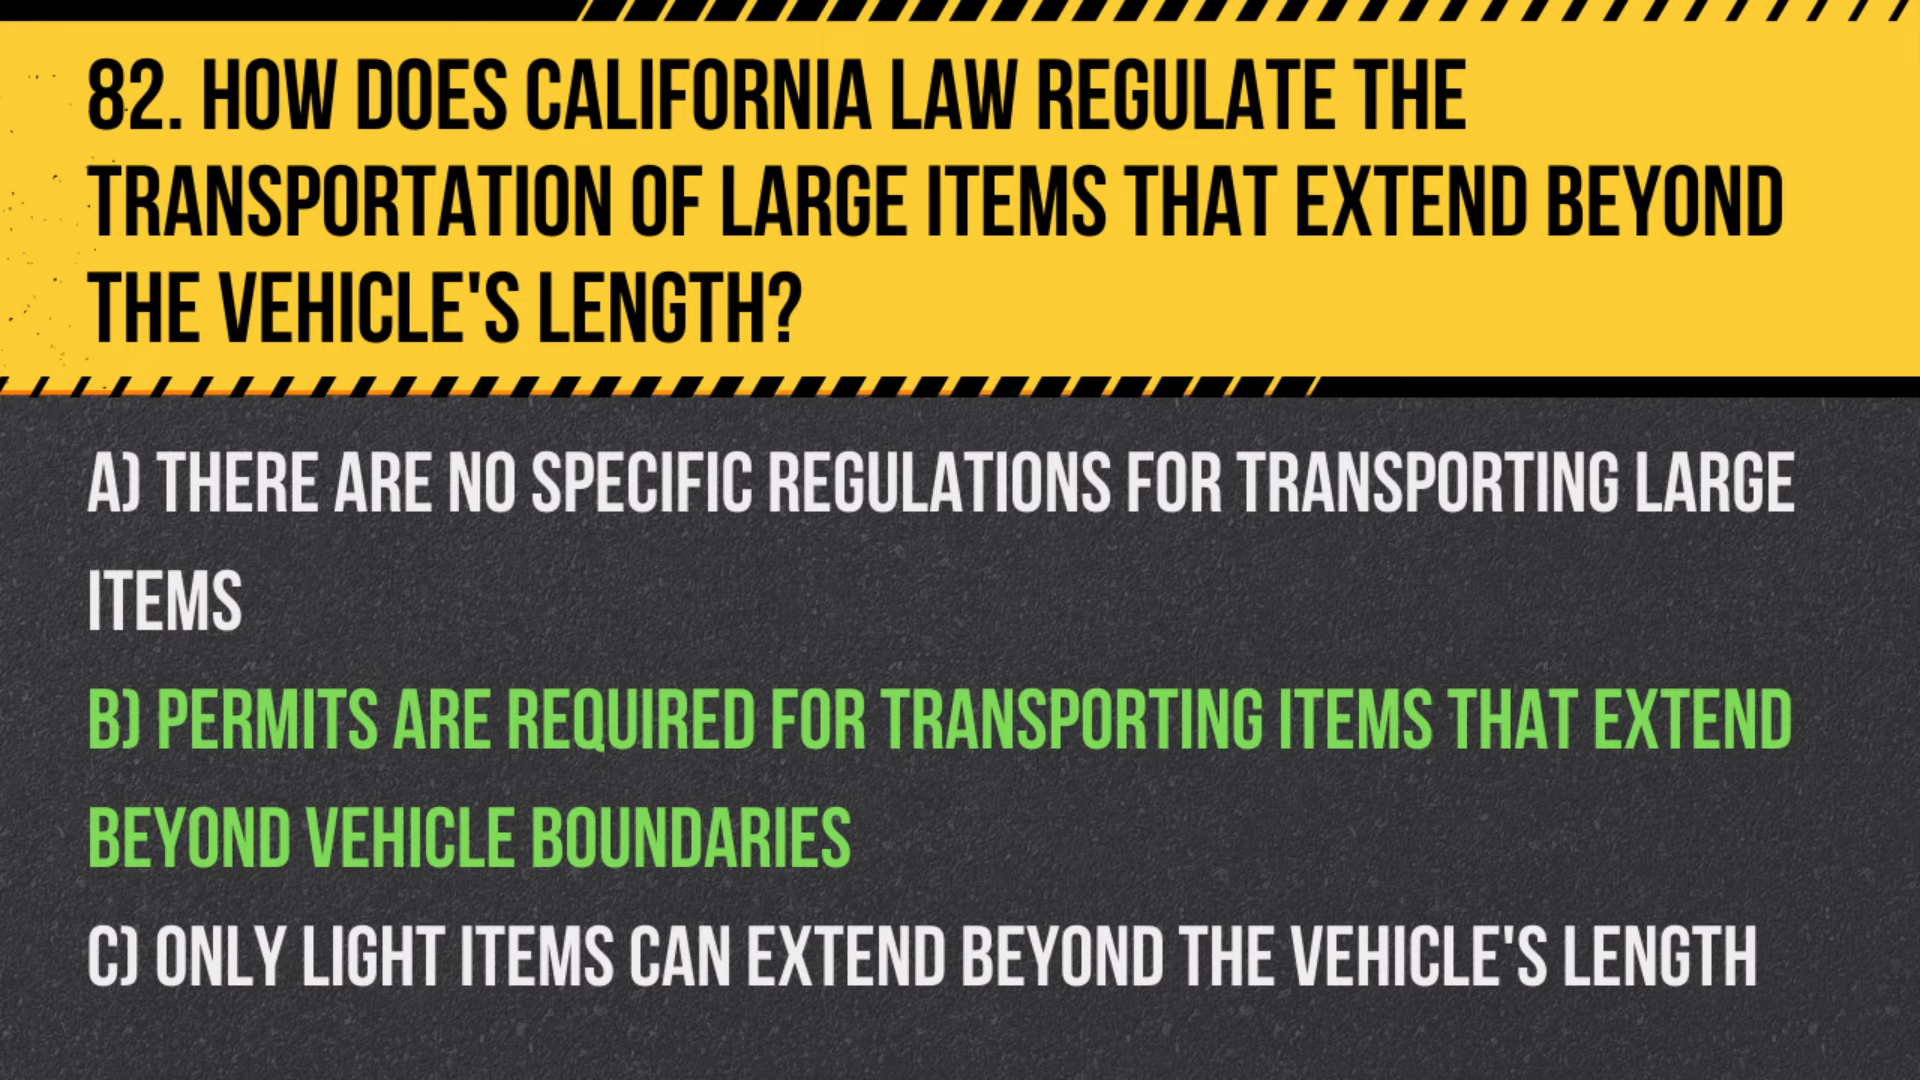 82. HOW DOES CALIFORNIA LAW REGULATE THE
TRANSPORTATION OF LARGE ITEMS THAT EXTEND BEYOND
THE VEHICLE'S LENGTH?
A) THERE ARE NO SPECIFIC REGULATIONS FOR TRANSPORTING LARGE
ITEMS
B) PERMITS ARE REQUIRED FOR TRANSPORTING ITEMS THAT EXTEND
BEYOND VEHICLE BOUNDARIES
C) ONLY LIGHT ITEMS CAN EXTEND BEYOND THE VEHICLE'S LENGTH